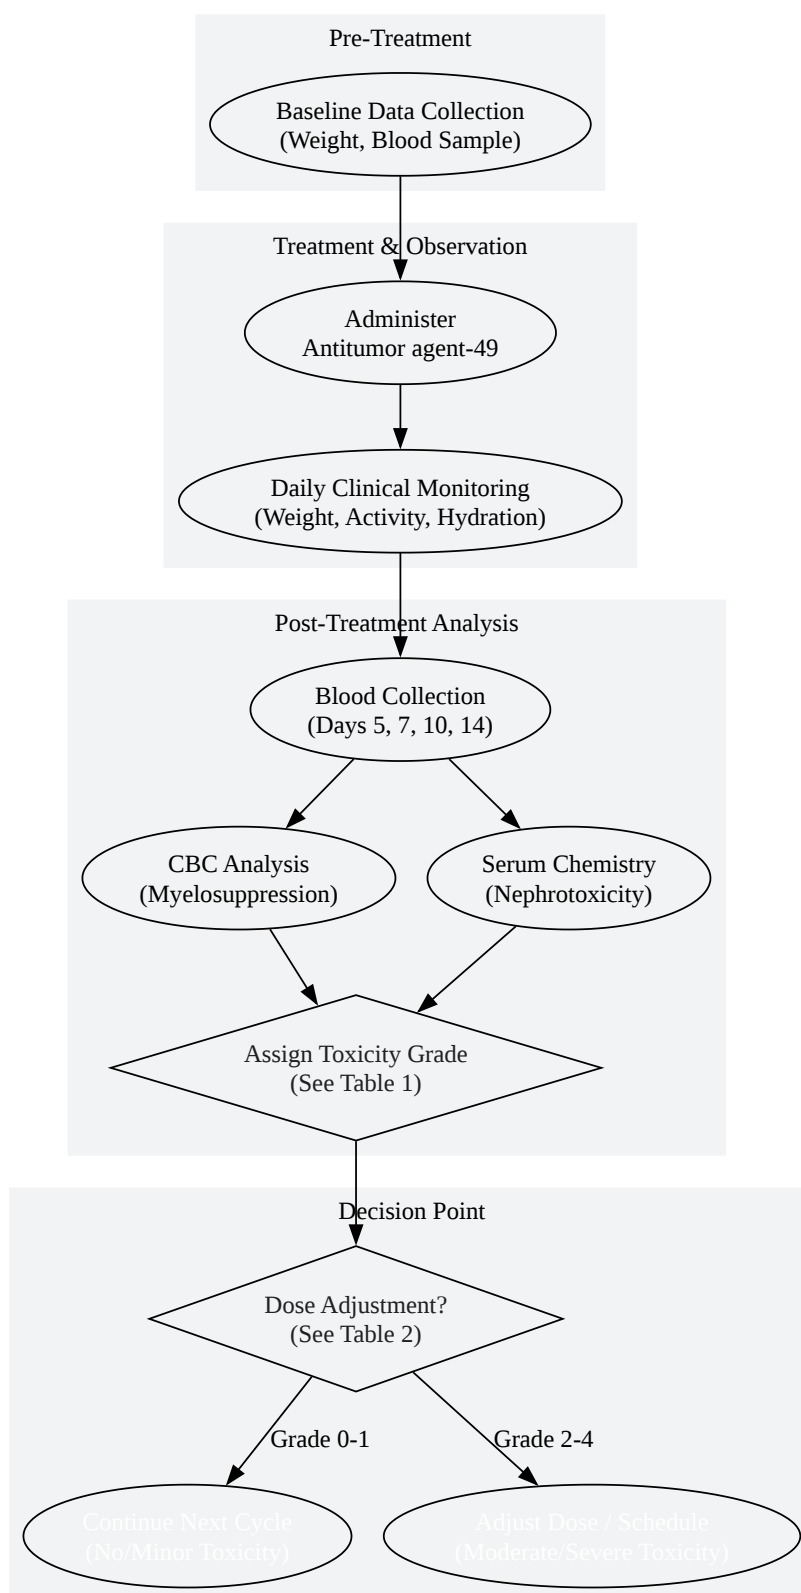 Pre-Treatment
Baseline Data Collection
(Weight, Blood Sample)
Treatment & Observation
Administer
Antitumor agent-49
Daily Clinical Monitoring
(Weight, Activity, Hydration)
Post-Treatment Analysis
Blood Collection
(Days 5, 7, 10, 14)
CBC Analysis
(Myelosuppression)
Serum Chemistry
(Nephrotoxicity)
Assign Toxicity Grade
(See Table 1)
Decision Point
Dose Adjustment?
(See Table 2)
Grade 0-1
Grade 2-4
Continue Next Cycle
(No/Minor Toxicity)
Adjust Dose / Schedule
(Moderate/Severe Toxicity)